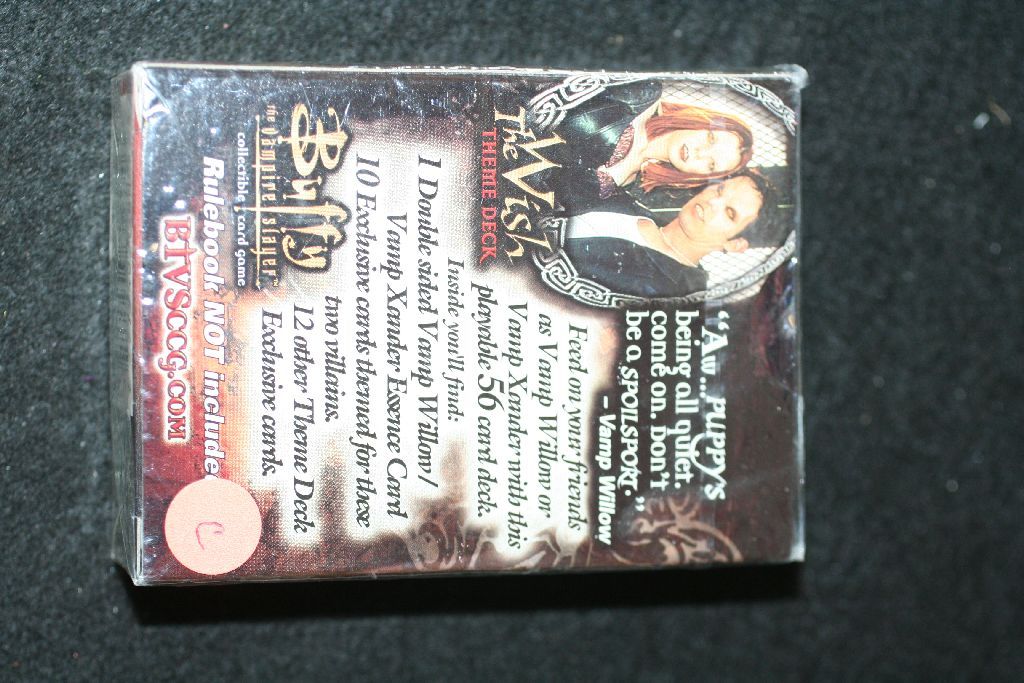 "Aw... PUPPY'S
being all quiet.
come on. Don't
be a SPOILSPORT."
- Vamp Willow
The Wish
THEME DECK
Feed on your friends
as Vamp Willow or
Vamp Xander with this
playable 56 card deck.
Inside you'll find:
1 Double sided Vamp Willow/
Vamp Xander Essence Card
10 Exclusive cards themed for these
two villains.
12 other Theme Deck
Exclusive cards.
Buffy
the vampire slayer™
collectible card game
Rulebook NOT include
BTVSccg.com
C